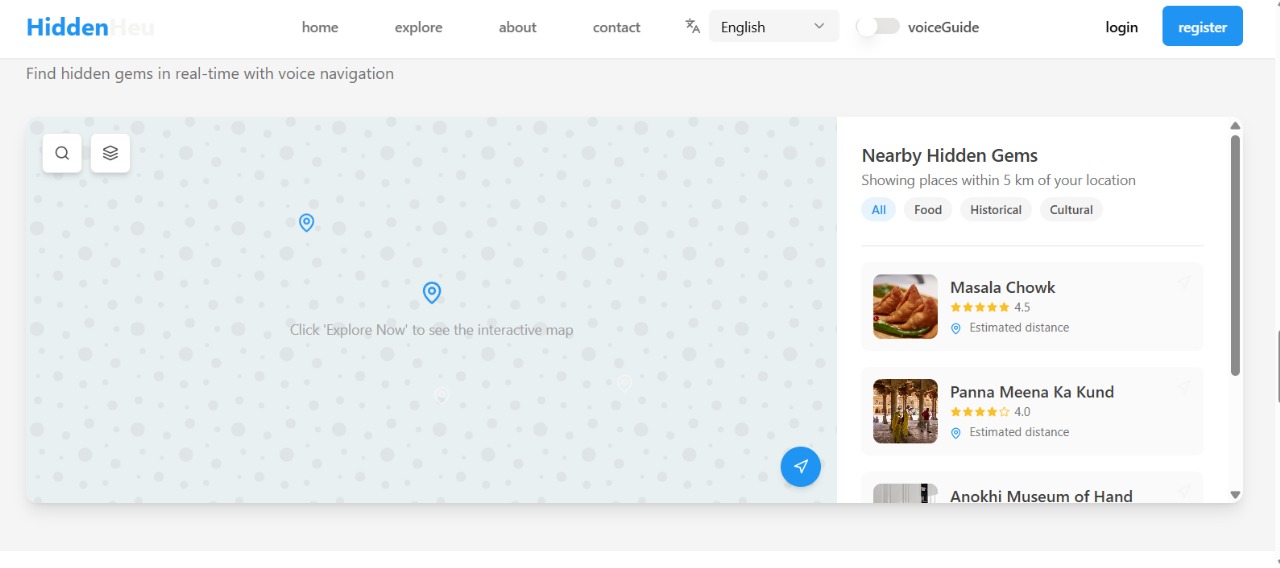 HiddenHeu
home
explore
about
contact
English
voiceGuide
login
register
Find hidden gems in real-time with voice navigation
Click 'Explore Now' to see the interactive map
Nearby Hidden Gems
Showing places within 5 km of your location
All
Food
Historical
Cultural
Masala Chowk
4.5
Estimated distance
Panna Meena Ka Kund
4.0
Estimated distance
Anokhi Museum of Hand